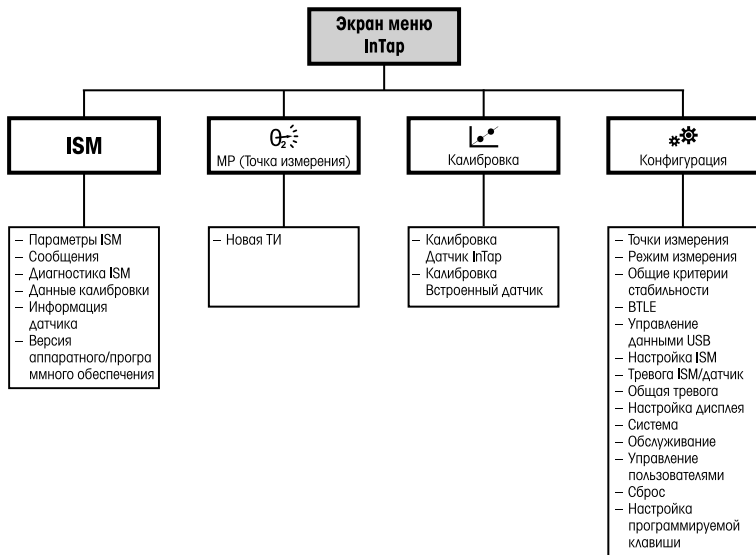 Экран меню
InTap
ISM
O₂
МР (Точка измерения)
Калибровка
Конфигурация
– Параметры ISM
– Сообщения
– Диагностика ISM
– Данные калибровки
– Информация
датчика
– Версия
аппаратного/програ
ммного обеспечения
– Новая ТИ
– Калибровка
Датчик InTap
– Калибровка
Встроенный датчик
– Точки измерения
– Режим измерения
– Общие критерии
стабильности
– BTLE
– Управление
данными USB
– Настройка ISM
– Тревога ISM/датчик
– Общая тревога
– Настройка дисплея
– Система
– Обслуживание
– Управление
пользователями
– Сброс
– Настройка
программируемой
клавиши